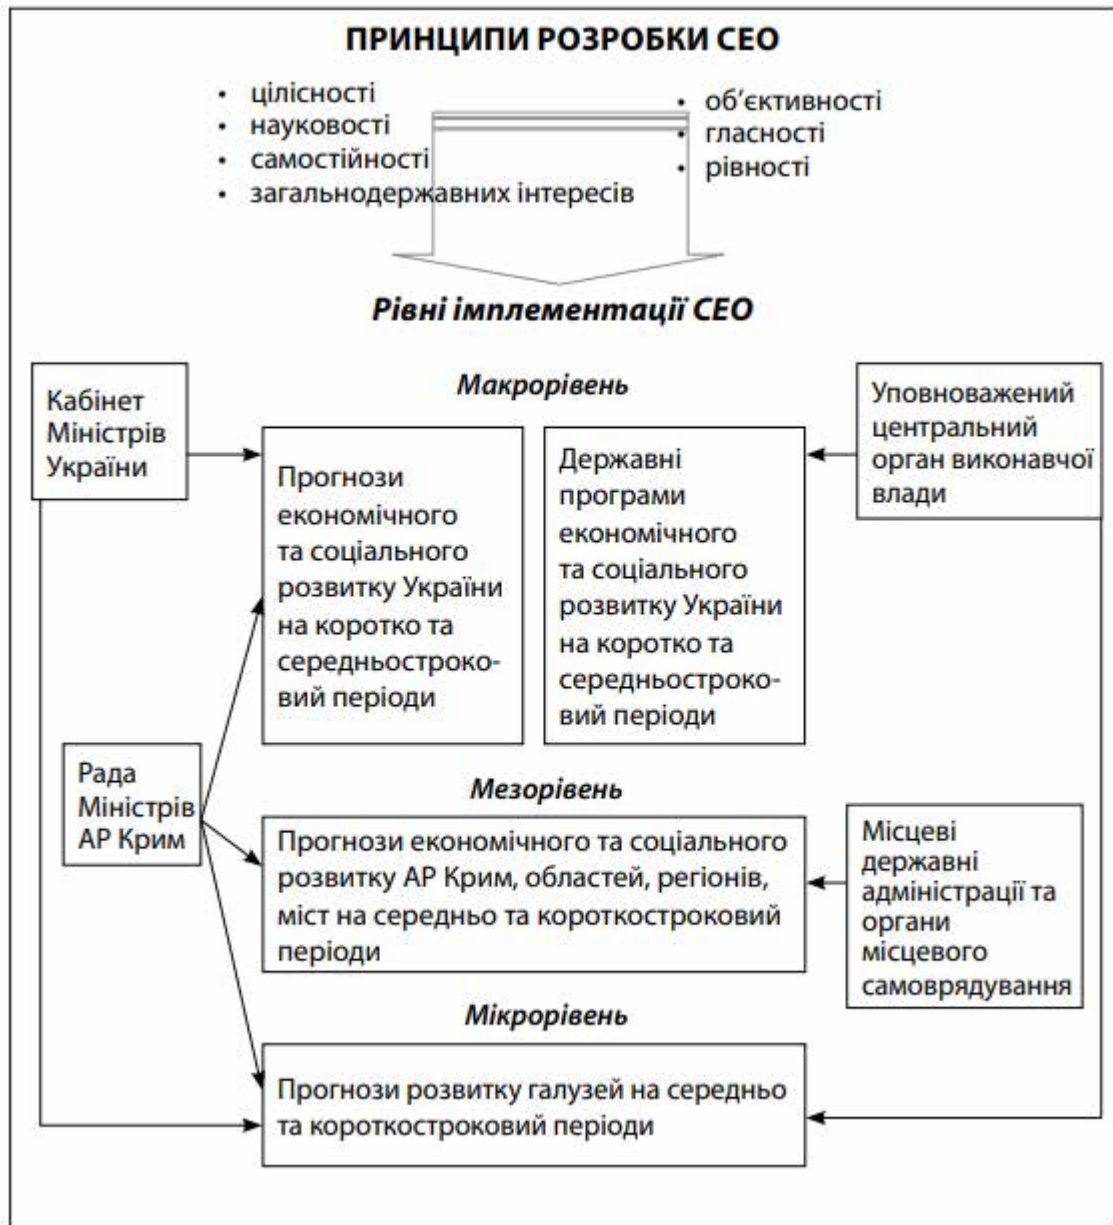 ПРИНЦИПИ РОЗРОБКИ СЕО
• цілісності
• науковості
• самостійності
• загальнодержавних інтересів
• об’єктивності
• гласності
• рівності
Рівні імплементації СЕО
Макрорівень
Кабінет
Міністрів
України
Прогнози
економічного
та соціального
розвитку України
на коротко та
середньостроко-
вий періоди
Державні
програми
економічного
та соціального
розвитку України
на коротко та
середньостроко-
вий періоди
Уповноважений
центральний
орган виконавчої
влади
Рада
Міністрів
АР Крим
Мезорівень
Прогнози економічного та соціального
розвитку АР Крим, областей, регіонів,
міст на середньо та короткостроковий
періоди
Місцеві
державні
адміністрації та
органи
місцевого
самоврядування
Мікрорівень
Прогнози розвитку галузей на середньо
та короткостроковий періоди